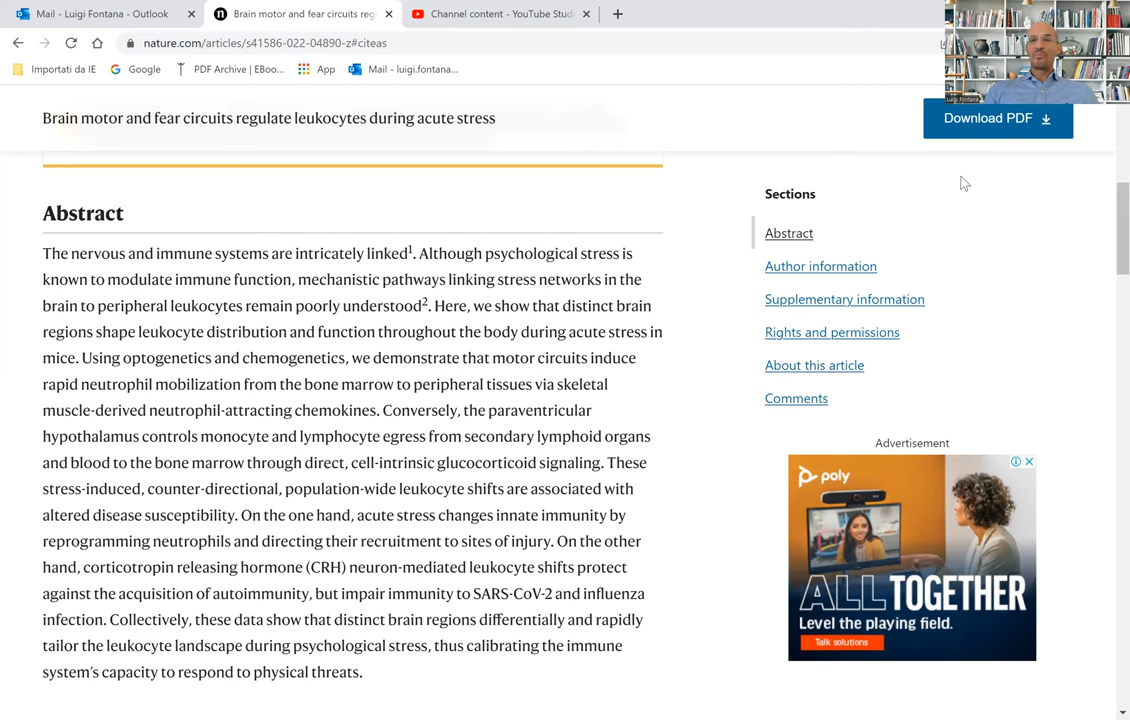 Mail - Luigi Fontana - Outlook
Brain motor and fear circuits reg
Channel content - YouTube Stud
nature.com/articles/s41586-022-04890-z#citeas
Importati da IE
Google
PDF Archive | EBoo...
App
Mail - luigi.fontana...
Luigi Fontana
Brain motor and fear circuits regulate leukocytes during acute stress
Download PDF
Abstract
The nervous and immune systems are intricately linked1. Although psychological stress is
known to modulate immune function, mechanistic pathways linking stress networks in the
brain to peripheral leukocytes remain poorly understood2. Here, we show that distinct brain
regions shape leukocyte distribution and function throughout the body during acute stress in
mice. Using optogenetics and chemogenetics, we demonstrate that motor circuits induce
rapid neutrophil mobilization from the bone marrow to peripheral tissues via skeletal
muscle-derived neutrophil-attracting chemokines. Conversely, the paraventricular
hypothalamus controls monocyte and lymphocyte egress from secondary lymphoid organs
and blood to the bone marrow through direct, cell-intrinsic glucocorticoid signaling. These
stress-induced, counter-directional, population-wide leukocyte shifts are associated with
altered disease susceptibility. On the one hand, acute stress changes innate immunity by
reprogramming neutrophils and directing their recruitment to sites of injury. On the other
hand, corticotropin releasing hormone (CRH) neuron-mediated leukocyte shifts protect
against the acquisition of autoimmunity, but impair immunity to SARS-CoV-2 and influenza
infection. Collectively, these data show that distinct brain regions differentially and rapidly
tailor the leukocyte landscape during psychological stress, thus calibrating the immune
system's capacity to respond to physical threats.
Sections
Abstract
Author information
Supplementary information
Rights and permissions
About this article
Comments
Advertisement
poly
ALL TOGETHER
Level the playing field.
Talk solutions